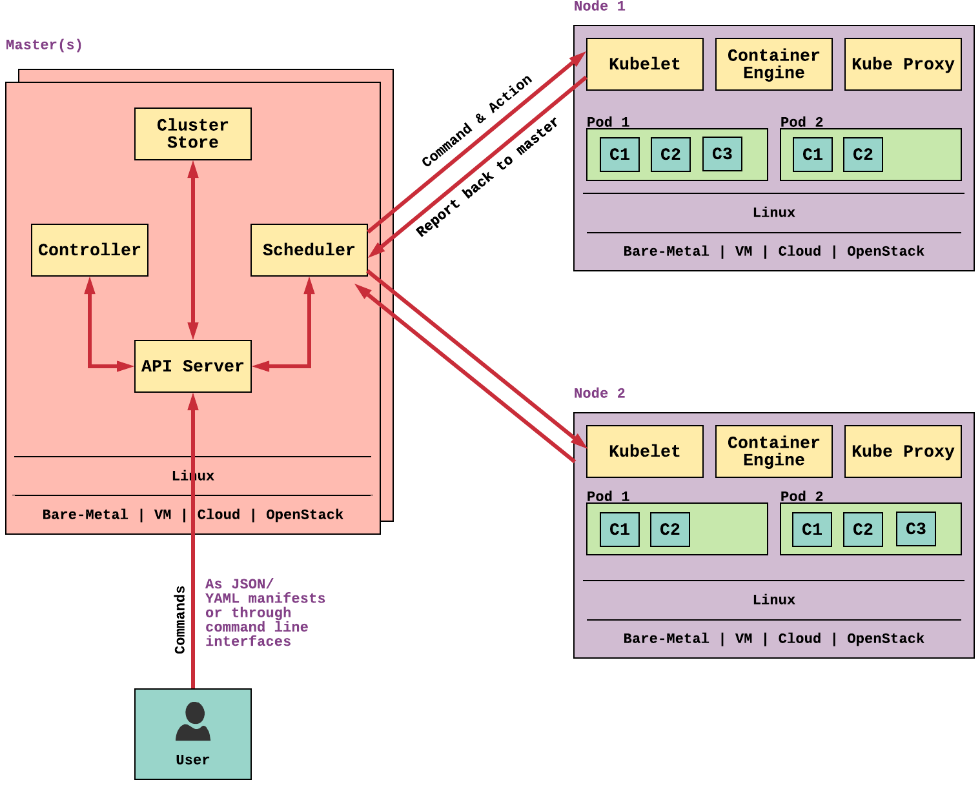 Master(s)
Cluster
Store
Controller
Scheduler
API Server
Linux
Bare-Metal | VM | Cloud | OpenStack
Commands
As JSON/
YAML manifests
or through
command line
interfaces
User
Command & Action
Report back to master
Node 1
Kubelet
Container
Engine
Kube Proxy
Pod 1
C1
C2
C3
Pod 2
C1
C2
Linux
Bare-Metal | VM | Cloud | OpenStack
Node 2
Kubelet
Container
Engine
Kube Proxy
Pod 1
C1
C2
Pod 2
C1
C2
C3
Linux
Bare-Metal | VM | Cloud | OpenStack